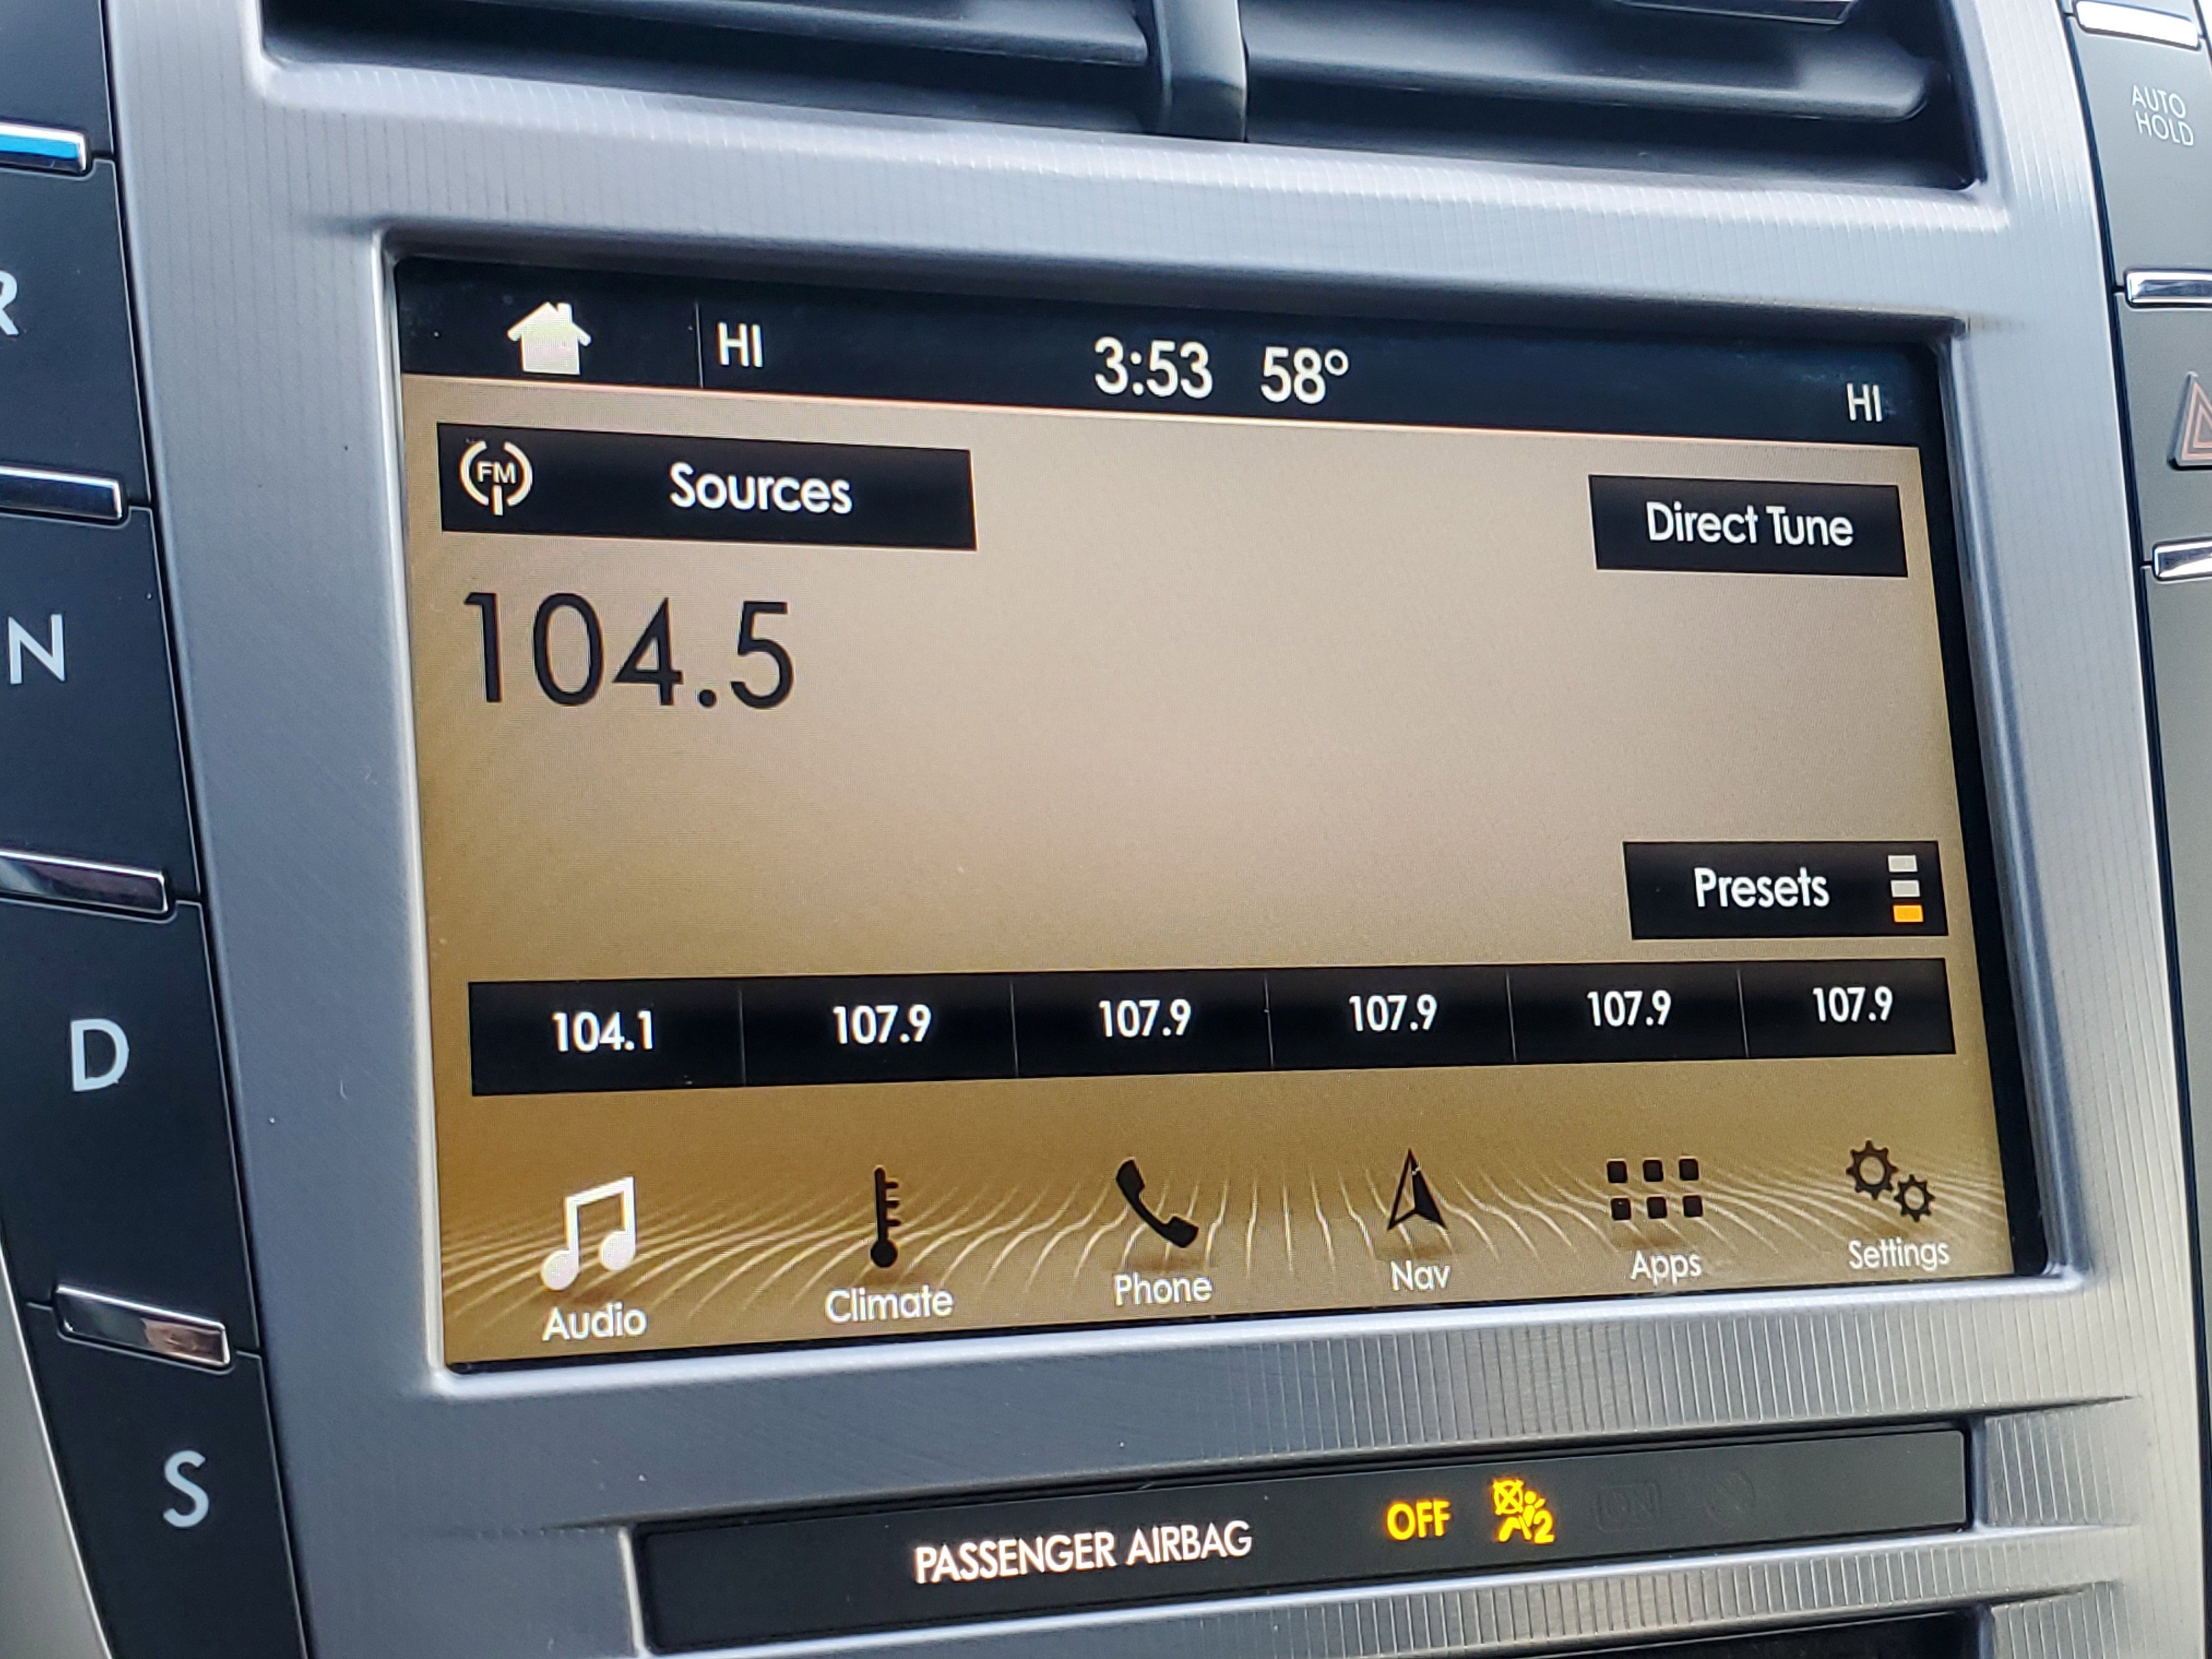 AUTO
HOLD
R
N
D
S
HI
3:53 58°
HI
FM
Sources
Direct Tune
104.5
Presets
104.1 107.9 107.9 107.9 107.9 107.9
Audio Climate Phone Nav Apps Settings
PASSENGER AIRBAG OFF 2